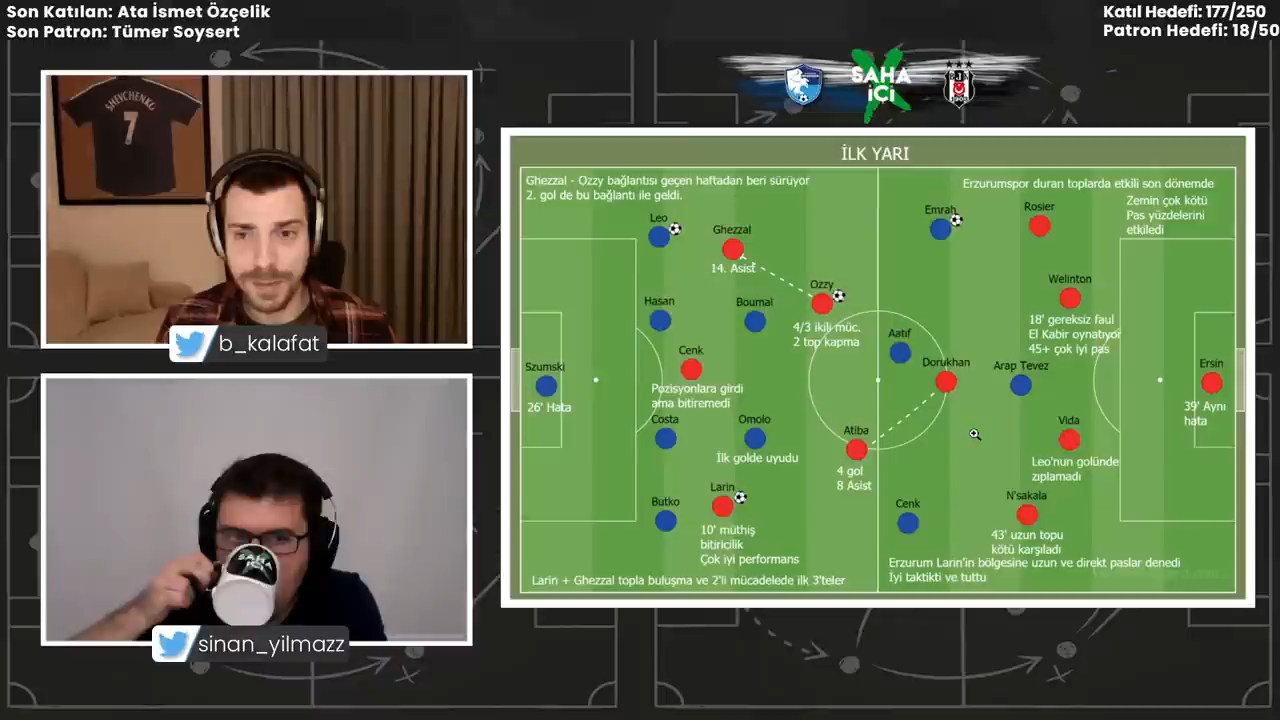 Son Katılan: Ata İsmet Özçelik
Son Patron: Tümer Soysert
Katıl Hedefi: 177/250
Patron Hedefi: 18/50
SHEVCHENKO
7
SAHA
İÇİ
b_kalafat
sinan_yilmazz
İLK YARI
Ghezzal - Ozzy bağlantısı geçen haftadan beri sürüyor
2. gol de bu bağlantı ile geldi.
Erzurumspor duran toplarda etkili son dönemde
Zemin çok kötü
Pas yüzdelerini
etkiledi
Leo
Ghezzal
14. Asist
Emrah
Rosier
Ozzy
4/3 ikili müc.
2 top kapma
Welinton
18' gereksiz faul
El Kabir oynatıyor
45+ çok iyi pas
Hasan
Boumal
Aatıf
Cenk
Pozisyonlara girdi
ama bitiremedi
Szumski
26' Hata
Dorukhan
Arap Tevez
Ersin
39' Aynı
hata
Costa
Omolo
İlk golde uyudu
Atiba
4 gol
8 Asist
Vida
Leo'nun golünde
zıplamadı
Butko
Larin
10' müthiş
bitiricilik
Çok iyi performans
Cenk
N'sakala
43' uzun topu
kötü karşıladı
Larin + Ghezzal topla buluşma ve 2'li mücadelede ilk 3'teler
Erzurum Larin'in bölgesine uzun ve direkt paslar denedi
İyi taktikti ve tuttu